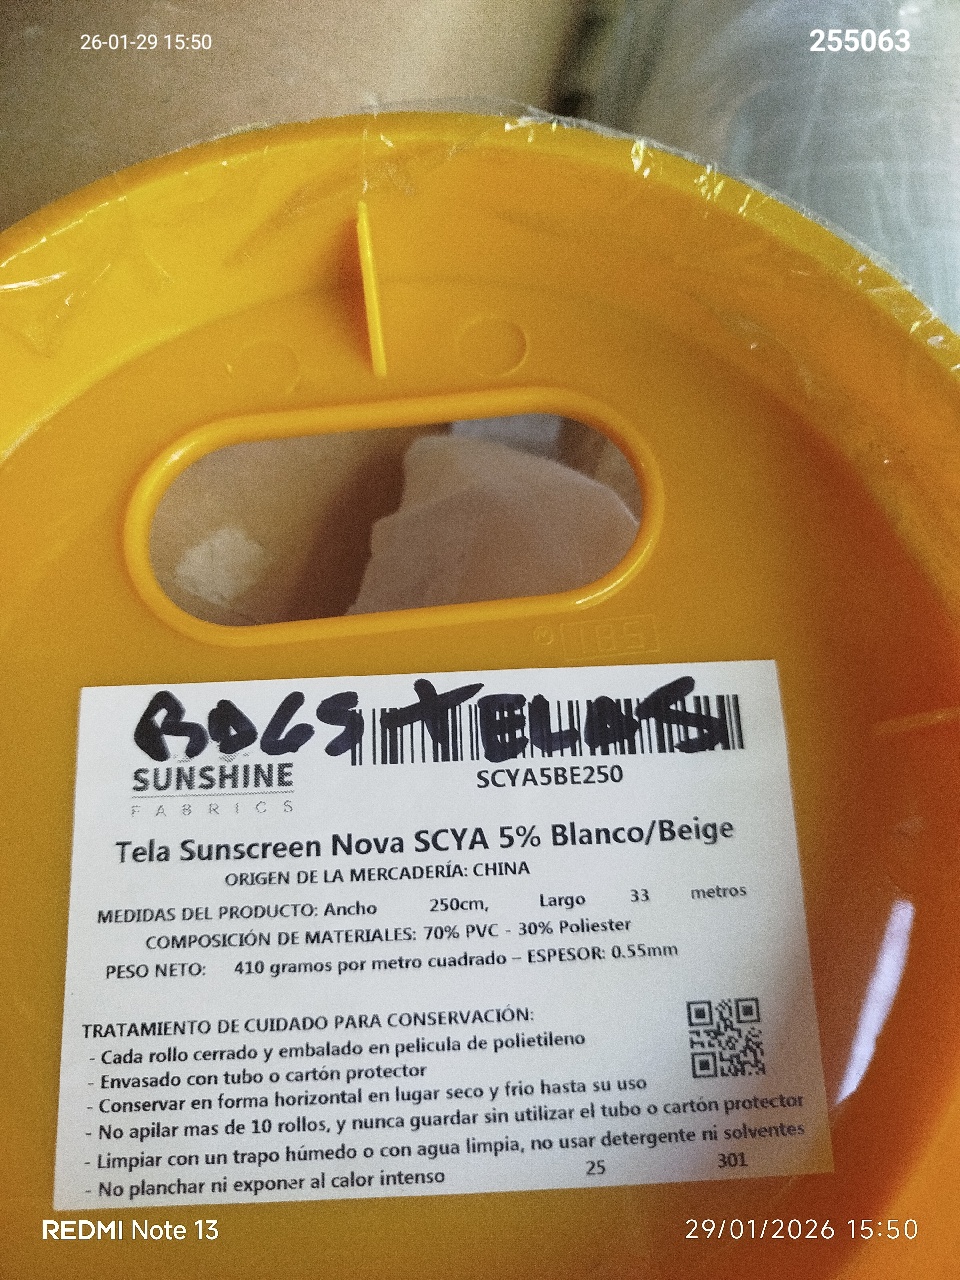 26-01-29 15:50
255063
IBS
BOGS TELAS
SUNSHINE
FABRICS
SCYA5BE250
Tela Sunscreen Nova SCYA 5% Blanco/Beige
ORIGEN DE LA MERCADERÍA: CHINA
MEDIDAS DEL PRODUCTO: Ancho 250cm, Largo 33 metros
COMPOSICIÓN DE MATERIALES: 70% PVC - 30% Poliester
PESO NETO: 410 gramos por metro cuadrado – ESPESOR: 0.55mm
TRATAMIENTO DE CUIDADO PARA CONSERVACIÓN:
- Cada rollo cerrado y embalado en pelicula de polietileno
- Envasado con tubo o cartón protector
- Conservar en forma horizontal en lugar seco y frio hasta su uso
- No apilar mas de 10 rollos, y nunca guardar sin utilizar el tubo o cartón protector
- Limpiar con un trapo húmedo o con agua limpia, no usar detergente ni solventes
- No planchar ni exponer al calor intenso 25 301
REDMI Note 13
29/01/2026 15:50